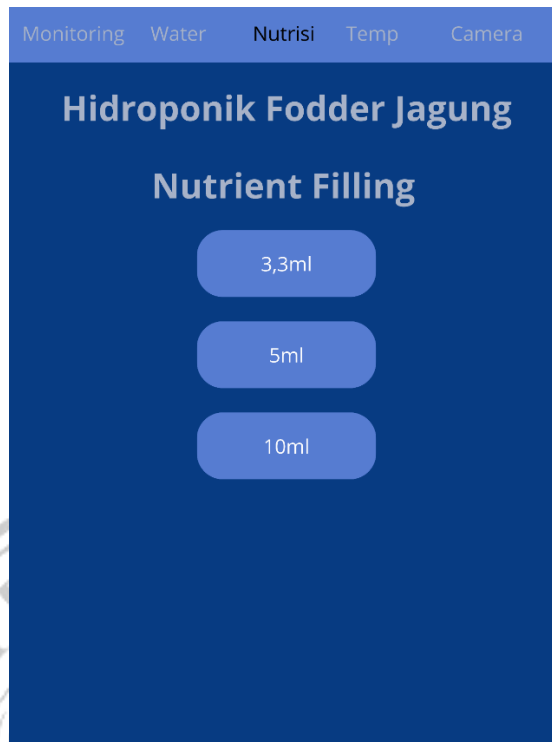 Monitoring Water Nutrisi Temp Camera
Hidroponik Fodder Jagung
Nutrient Filling
3,3ml
5ml
10ml